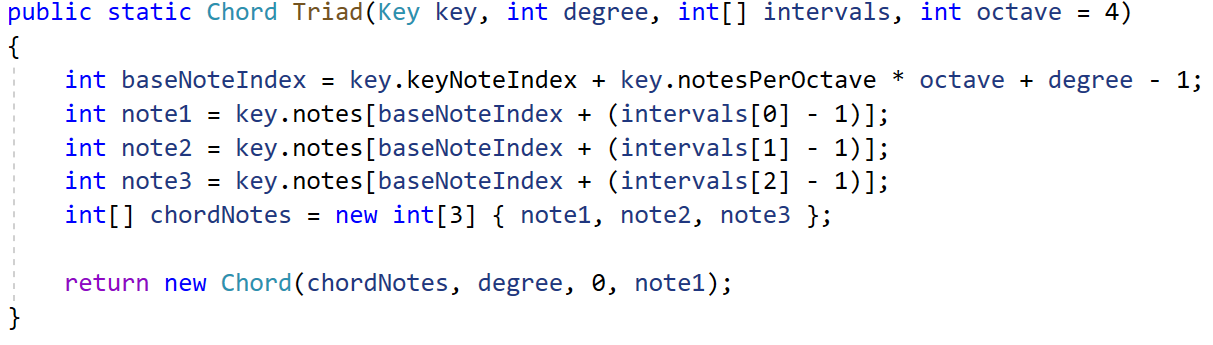 public static Chord Triad(Key key, int degree, int[] intervals, int octave = 4)
{
    int baseNoteIndex = key.keyNoteIndex + key.notesPerOctave * octave + degree - 1;
    int note1 = key.notes[baseNoteIndex + (intervals[0] - 1)];
    int note2 = key.notes[baseNoteIndex + (intervals[1] - 1)];
    int note3 = key.notes[baseNoteIndex + (intervals[2] - 1)];
    int[] chordNotes = new int[3] { note1, note2, note3 };

    return new Chord(chordNotes, degree, 0, note1);
}